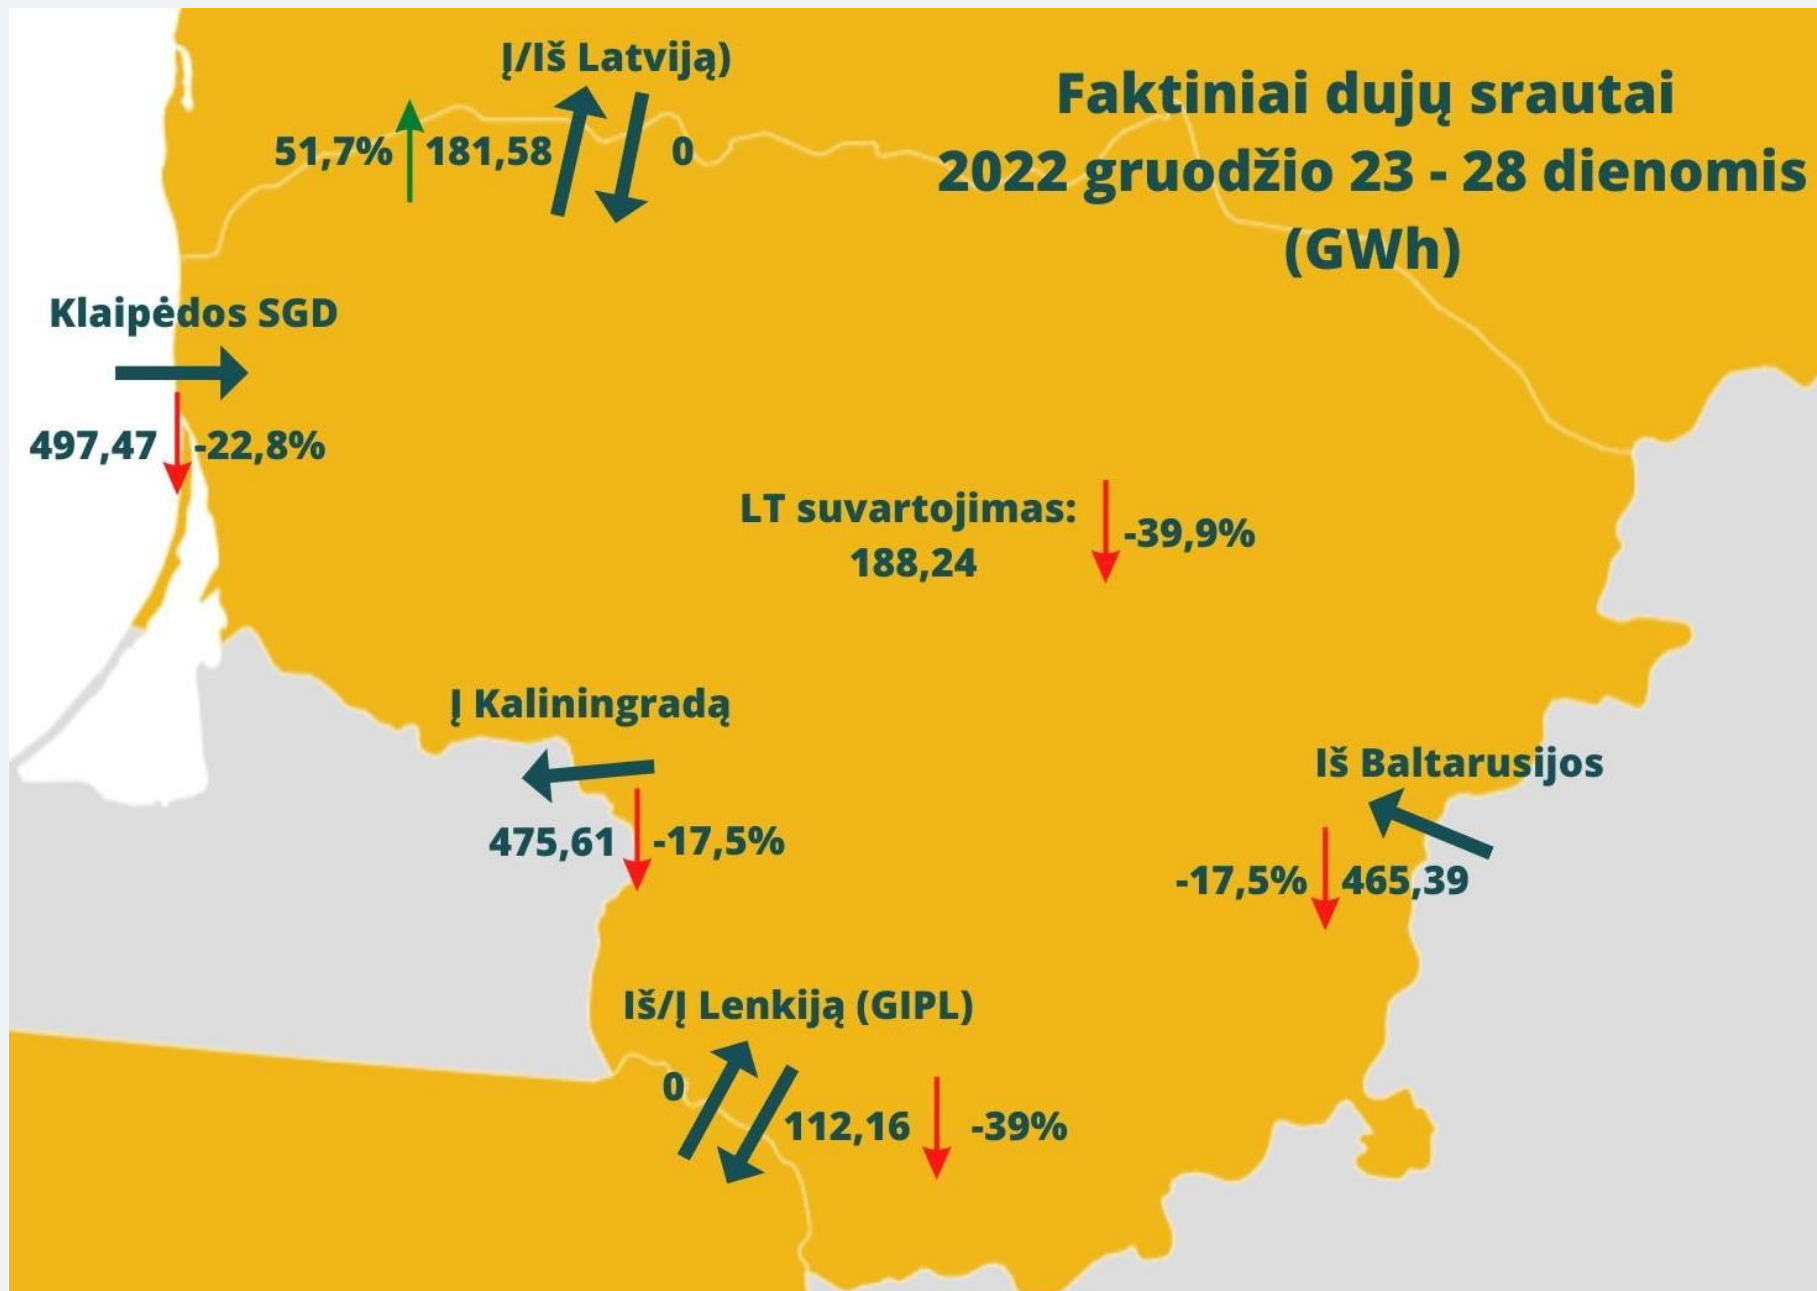 Į/Iš Latviją)
51,7% 181,58 0
Faktiniai dujų srautai
2022 gruodžio 23 - 28 dienomis
(GWh)
Klaipėdos SGD
497,47 -22,8%
LT suvartojimas:
188,24
-39,9%
Į Kaliningradą
475,61 -17,5%
Iš Baltarusijos
-17,5% 465,39
Iš/Į Lenkiją (GIPL)
0
112,16 -39%